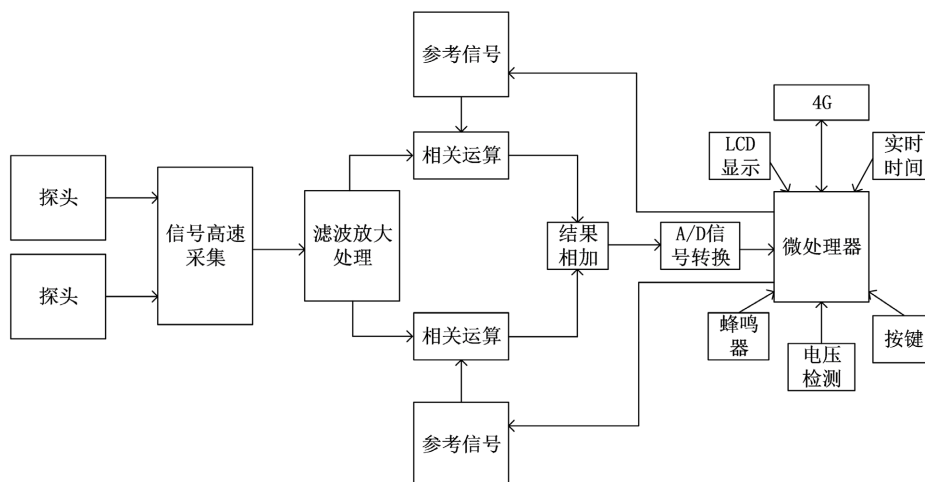 参考信号
4G
LCD
显示
实时
时间
相关运算
探头
信号高速
采集
滤波放大
处理
结果
相加
A/D信
号转换
微处理器
探头
相关运算
蜂鸣
器
电压
检测
按键
参考信号